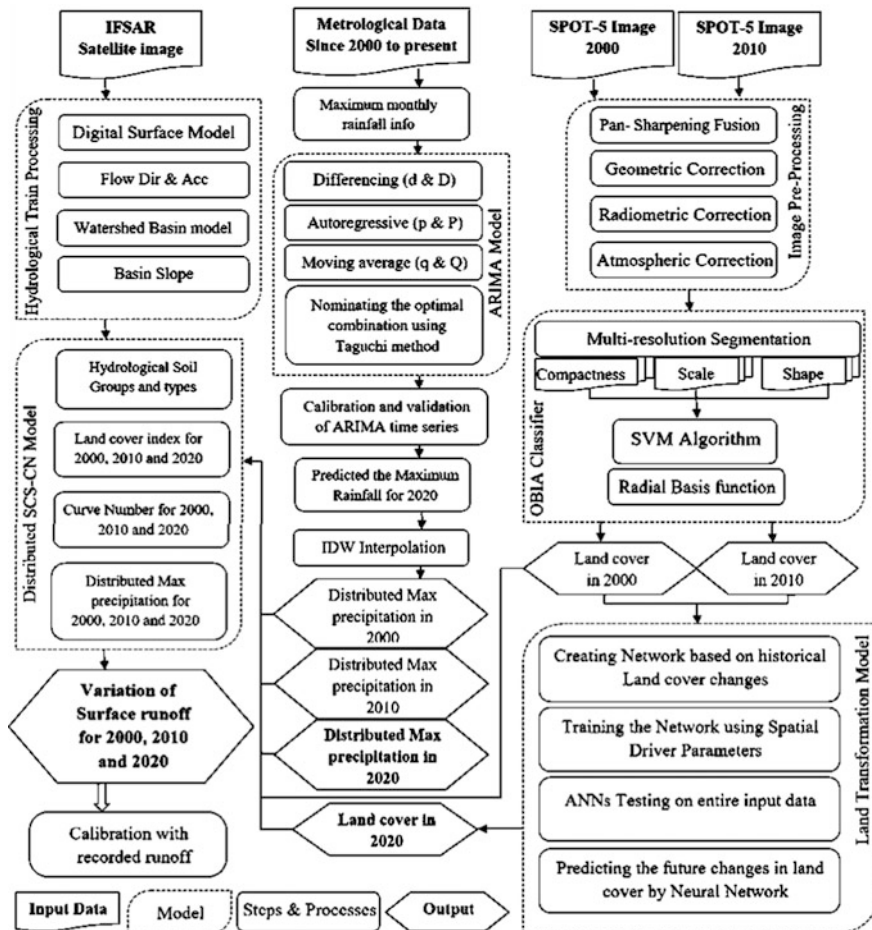 IFSAR
Satellite image
Hydrological Train Processing
Digital Surface Model
Flow Dir & Acc
Watershed Basin model
Basin Slope
Distributed SCS-CN Model
Hydrological Soil
Groups and types
Land cover index for
2000, 2010 and 2020
Curve Number for 2000,
2010 and 2020
Distributed Max
precipitation for
2000, 2010 and 2020
Variation of
Surface runoff
for 2000, 2010
and 2020
Calibration with
recorded runoff
Metrological Data
Since 2000 to present
Maximum monthly
rainfall info
ARIMA Model
Differencing (d & D)
Autoregressive (p & P)
Moving average (q & Q)
Nominating the optimal
combination using
Taguchi method
Calibration and validation
of ARIMA time series
Predicted the Maximum
Rainfall for 2020
IDW Interpolation
Distributed Max
precipitation in
2000
Distributed Max
precipitation in
2010
Distributed Max
precipitation in
2020
Land cover in
2020
SPOT-5 Image
2000
SPOT-5 Image
2010
Image Pre-Processing
Pan- Sharpening Fusion
Geometric Correction
Radiometric Correction
Atmospheric Correction
OBIA Classifier
Multi-resolution Segmentation
Compactness
Scale
Shape
SVM Algorithm
Radial Basis function
Land cover
in 2000
Land cover
in 2010
Land Transformation Model
Creating Network based on historical
Land cover changes
Training the Network using Spatial
Driver Parameters
ANNs Testing on entire input data
Predicting the future changes in land
cover by Neural Network
Input Data
Model
Steps & Processes
Output